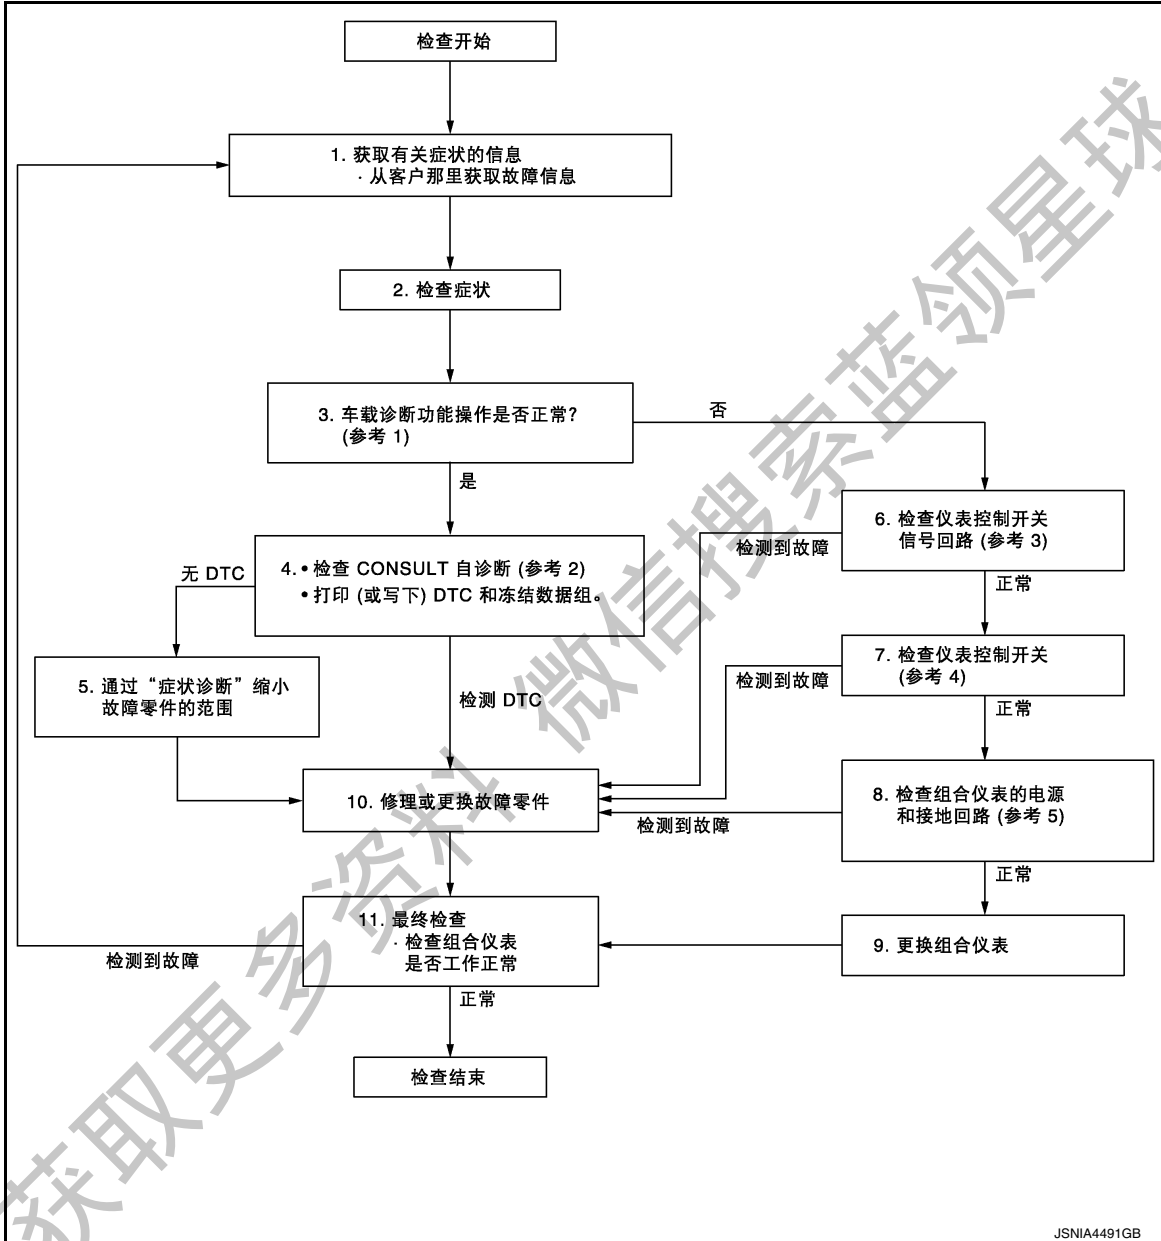 检查开始
1. 获取有关症状的信息
· 从客户那里获取故障信息
2. 检查症状
3. 车载诊断功能操作是否正常?
(参考 1)
否
是
4. • 检查 CONSULT 自诊断 (参考 2)
• 打印 (或写下) DTC 和冻结数据组。
无 DTC
检测 DTC
5. 通过“症状诊断”缩小
故障零件的范围
6. 检查仪表控制开关
信号回路 (参考 3)
检测到故障
正常
7. 检查仪表控制开关
(参考 4)
检测到故障
正常
8. 检查组合仪表的电源
和接地回路 (参考 5)
检测到故障
正常
9. 更换组合仪表
10. 修理或更换故障零件
11. 最终检查
· 检查组合仪表
是否工作正常
检测到故障
正常
检查结束
获取更多资料 微信搜索蓝领星球
JSNIA4491GB